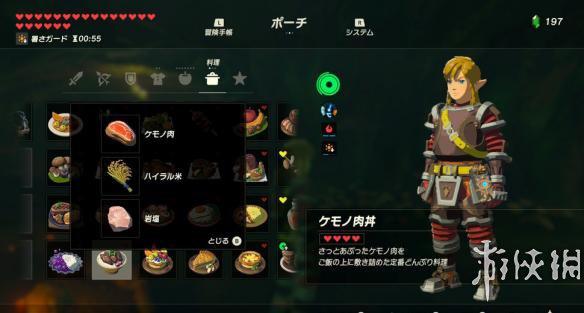 L
ポーチ
R
冒険手帳
システム
197
暑さガード 00:55
料理
ケモノ肉
ハイラル米
岩塩
とじる B
ケモノ肉丼
さっとあぶったケモノ肉を
ご飯の上に敷き詰めた定番どんぶり料理
游侠網